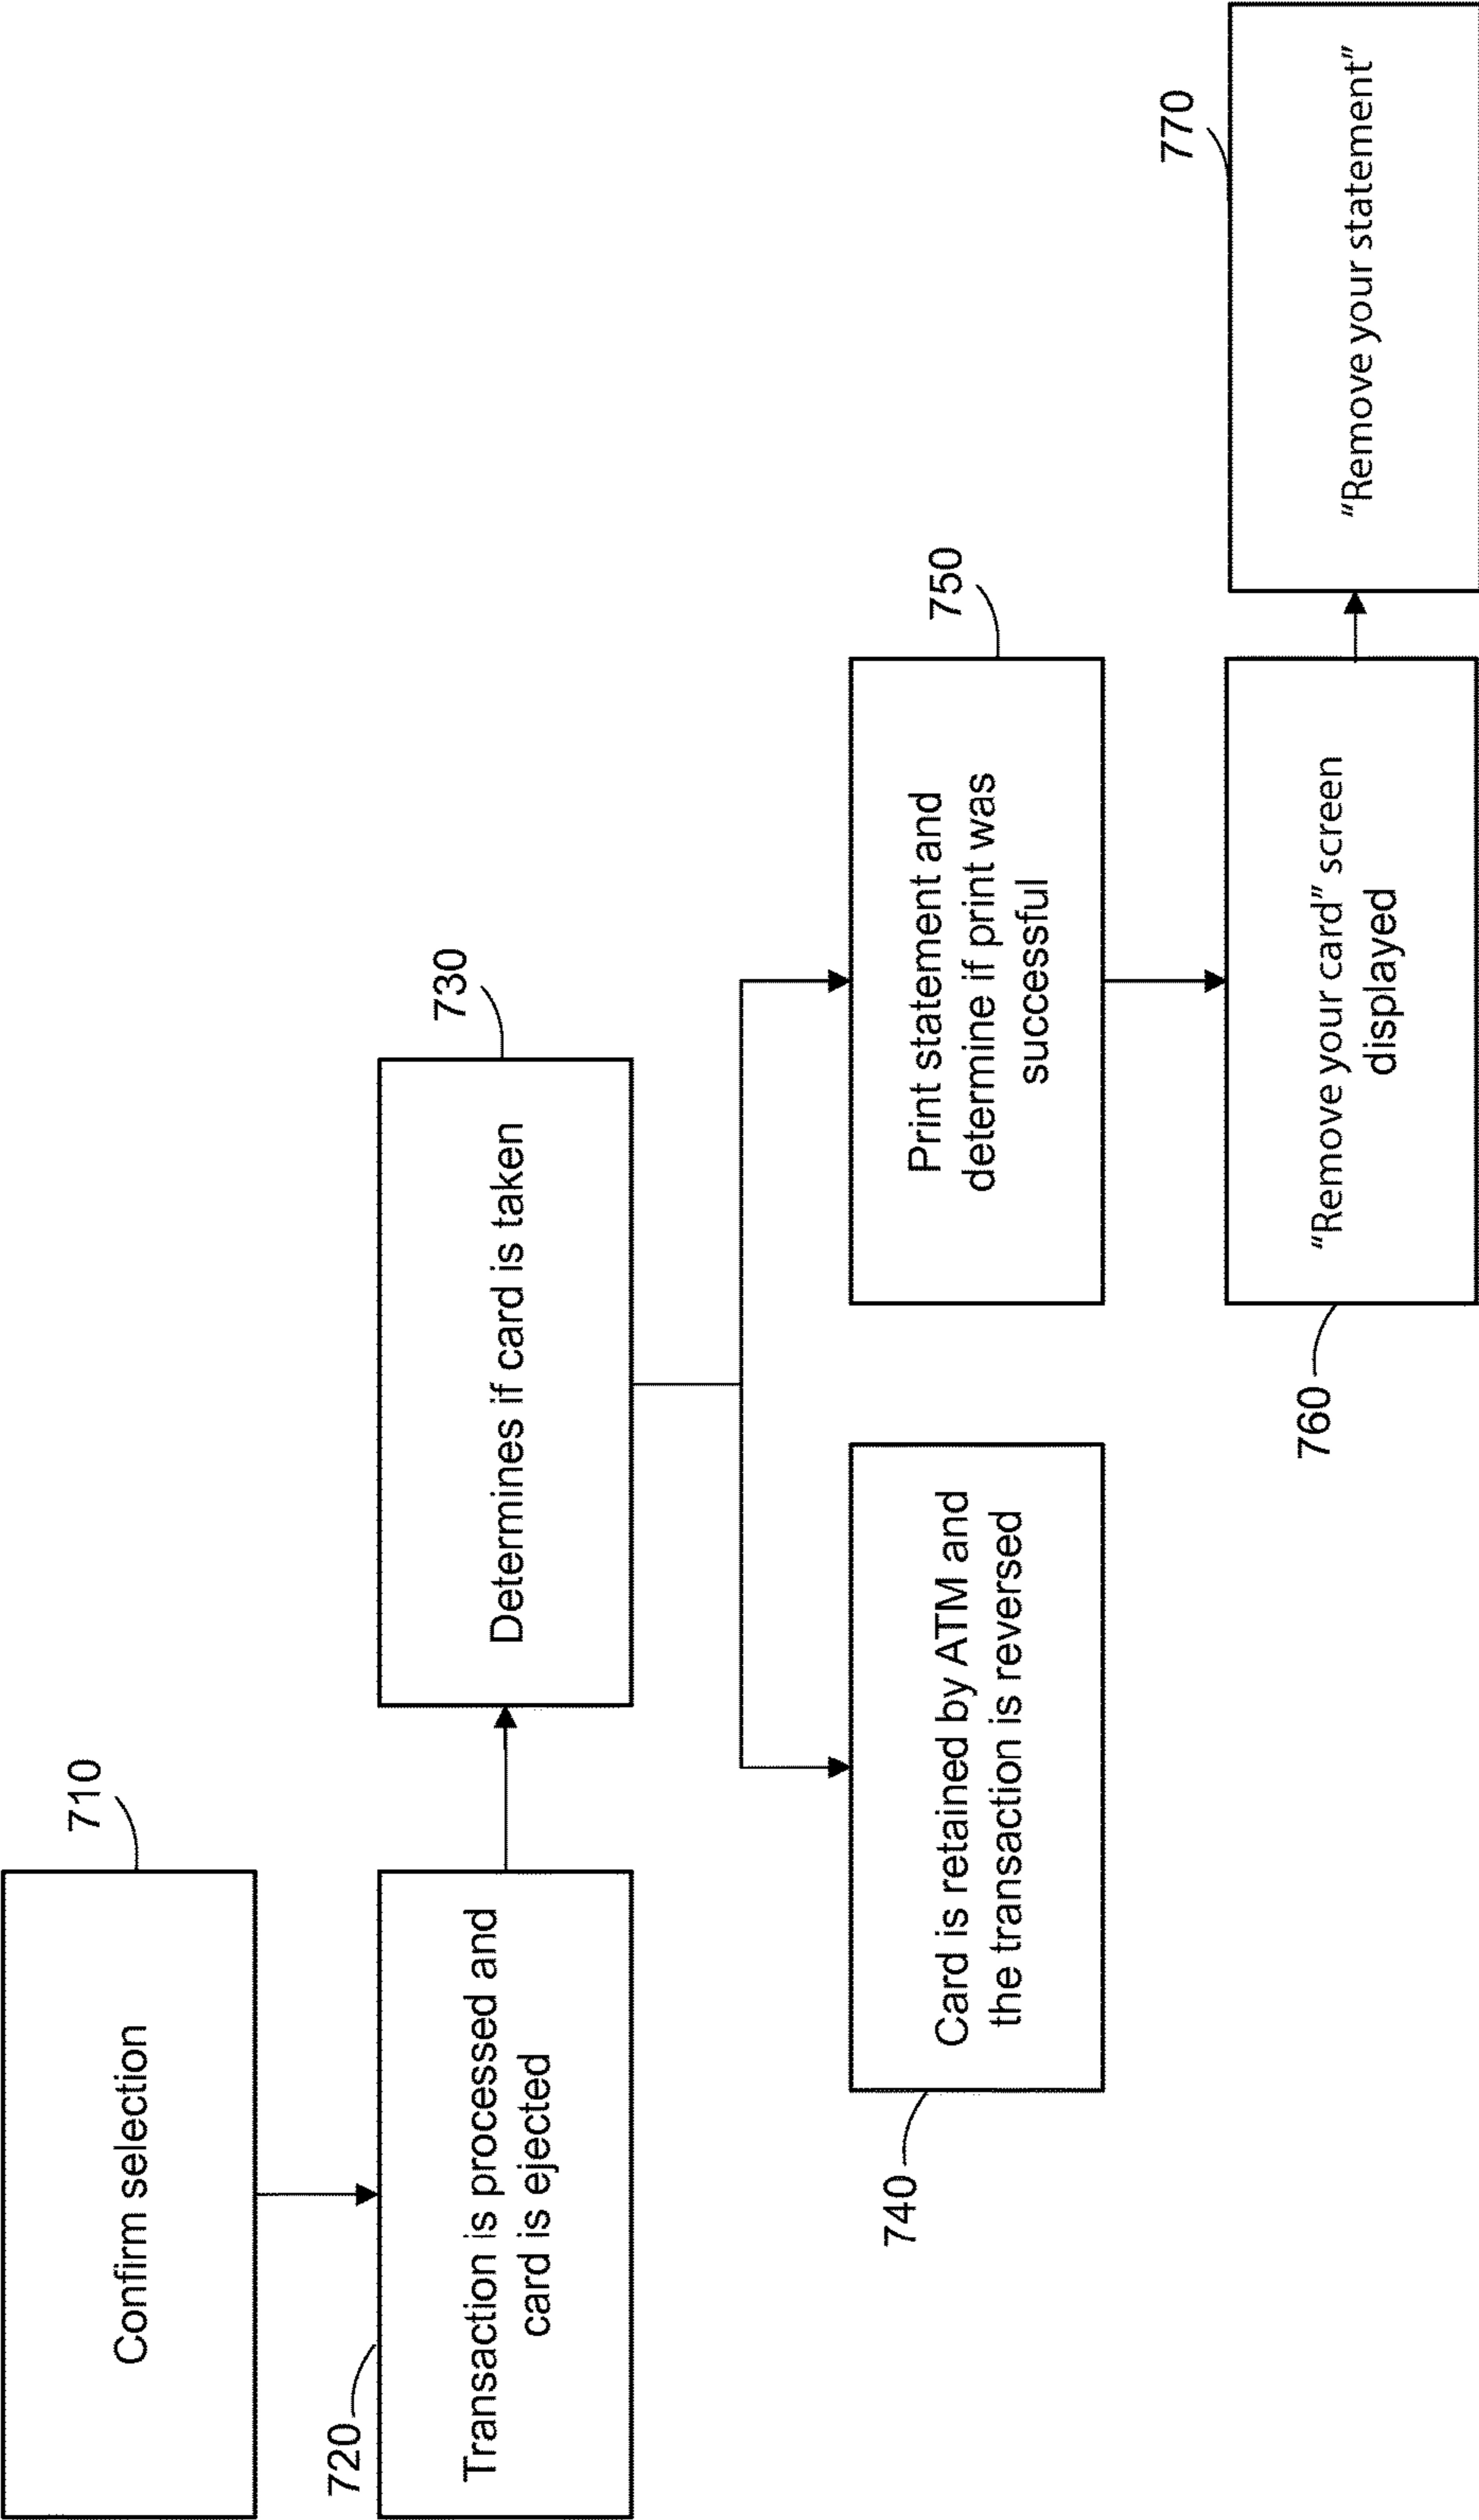 710
Confirm selection
720
Transaction is processed and
card is ejected
730
Determines if card is taken
740
Card is retained by ATM and
the transaction is reversed
750
Print statement and
determine if print was
successful
760
“Remove your card” screen
displayed
770
“Remove your statement”